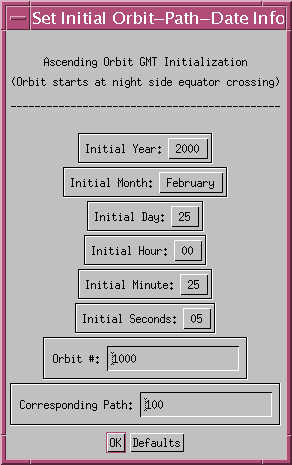 Set Initial Orbit-Path-Date Info
Ascending Orbit GMT Initialization
(Orbit starts at night side equator crossing)
Initial Year: 2000
Initial Month: February
Initial Day: 25
Initial Hour: 00
Initial Minute: 25
Initial Seconds: 05
Orbit #: 1000
Corresponding Path: 100
OK Defaults